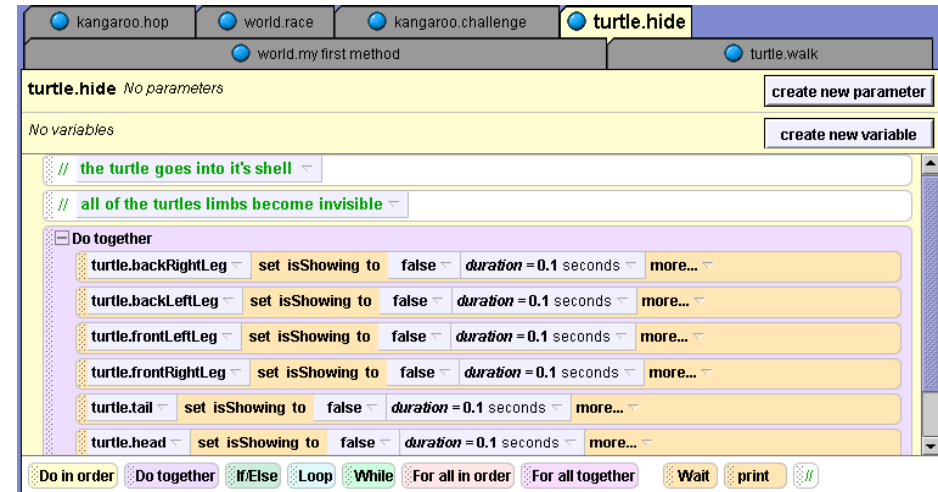 kangaroo.hop world.race kangaroo.challenge turtle.hide
world.my first method turtle.walk
turtle.hide No parameters create new parameter
No variables create new variable
// the turtle goes into it's shell
// all of the turtles limbs become invisible
Do together
turtle.backRightLeg set isShowing to false duration = 0.1 seconds more...
turtle.backLeftLeg set isShowing to false duration = 0.1 seconds more...
turtle.frontLeftLeg set isShowing to false duration = 0.1 seconds more...
turtle.frontRightLeg set isShowing to false duration = 0.1 seconds more...
turtle.tail set isShowing to false duration = 0.1 seconds more...
turtle.head set isShowing to false duration = 0.1 seconds more...
Do in order Do together If/Else Loop While For all in order For all together Wait print //